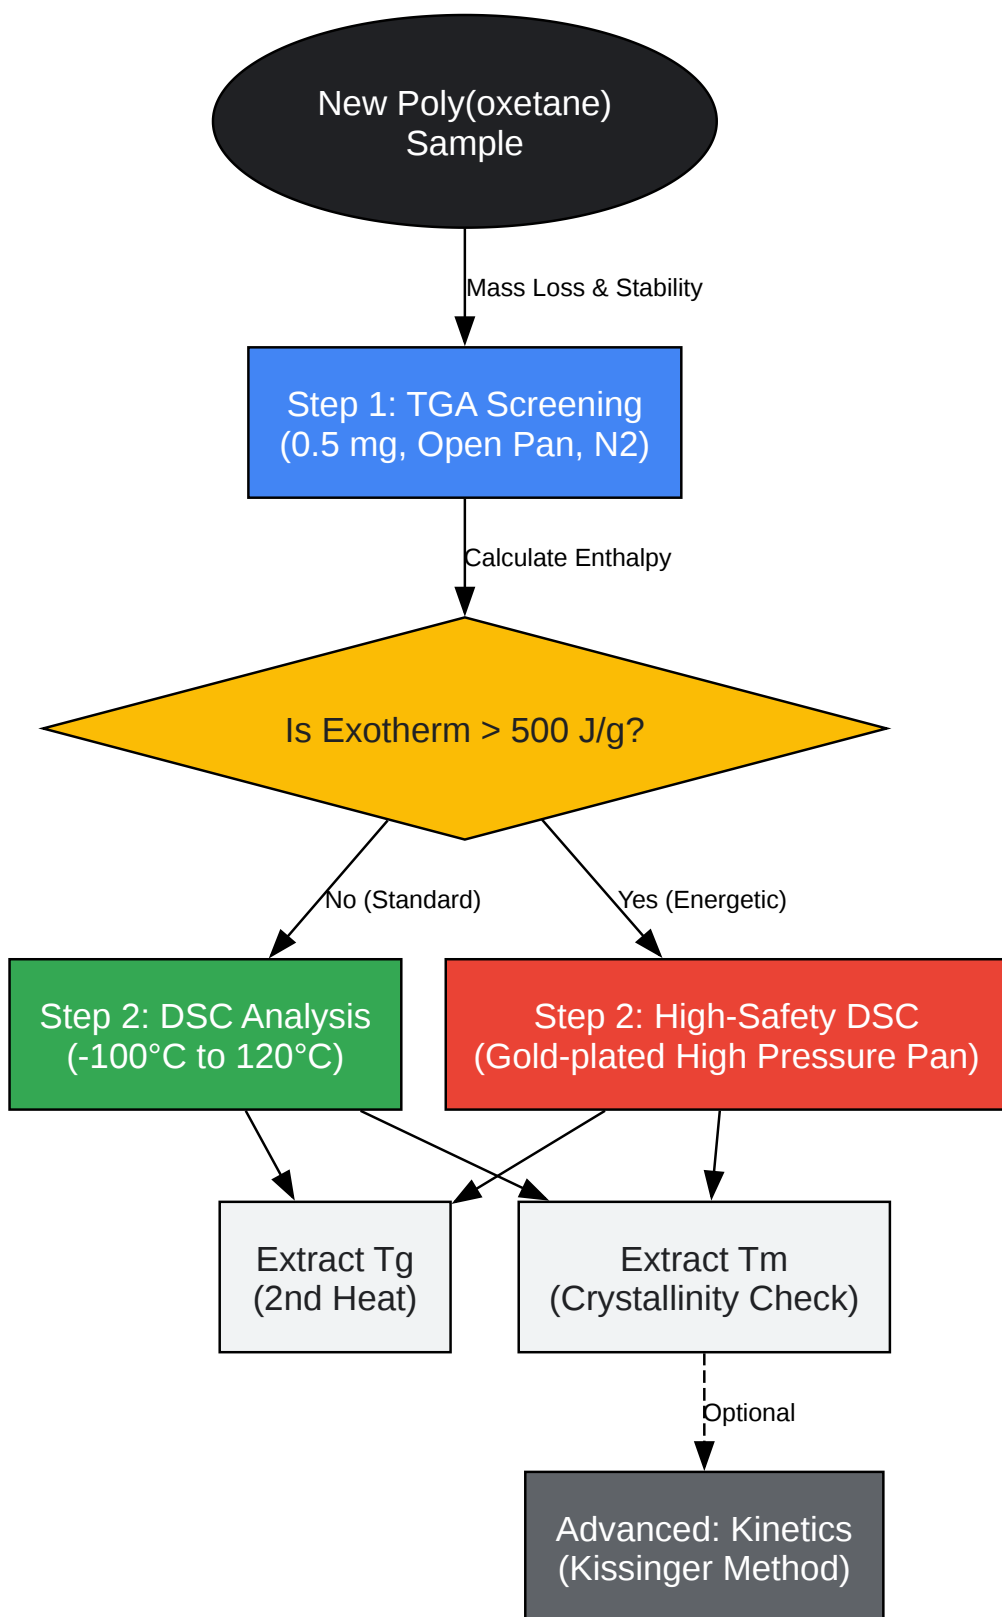 New Poly(oxetane)
Sample
Mass Loss & Stability
Step 1: TGA Screening
(0.5 mg, Open Pan, N2)
Calculate Enthalpy
Is Exotherm > 500 J/g?
No (Standard)
Yes (Energetic)
Step 2: DSC Analysis
(-100°C to 120°C)
Step 2: High-Safety DSC
(Gold-plated High Pressure Pan)
Extract Tg
(2nd Heat)
Extract Tm
(Crystallinity Check)
Optional
Advanced: Kinetics
(Kissinger Method)